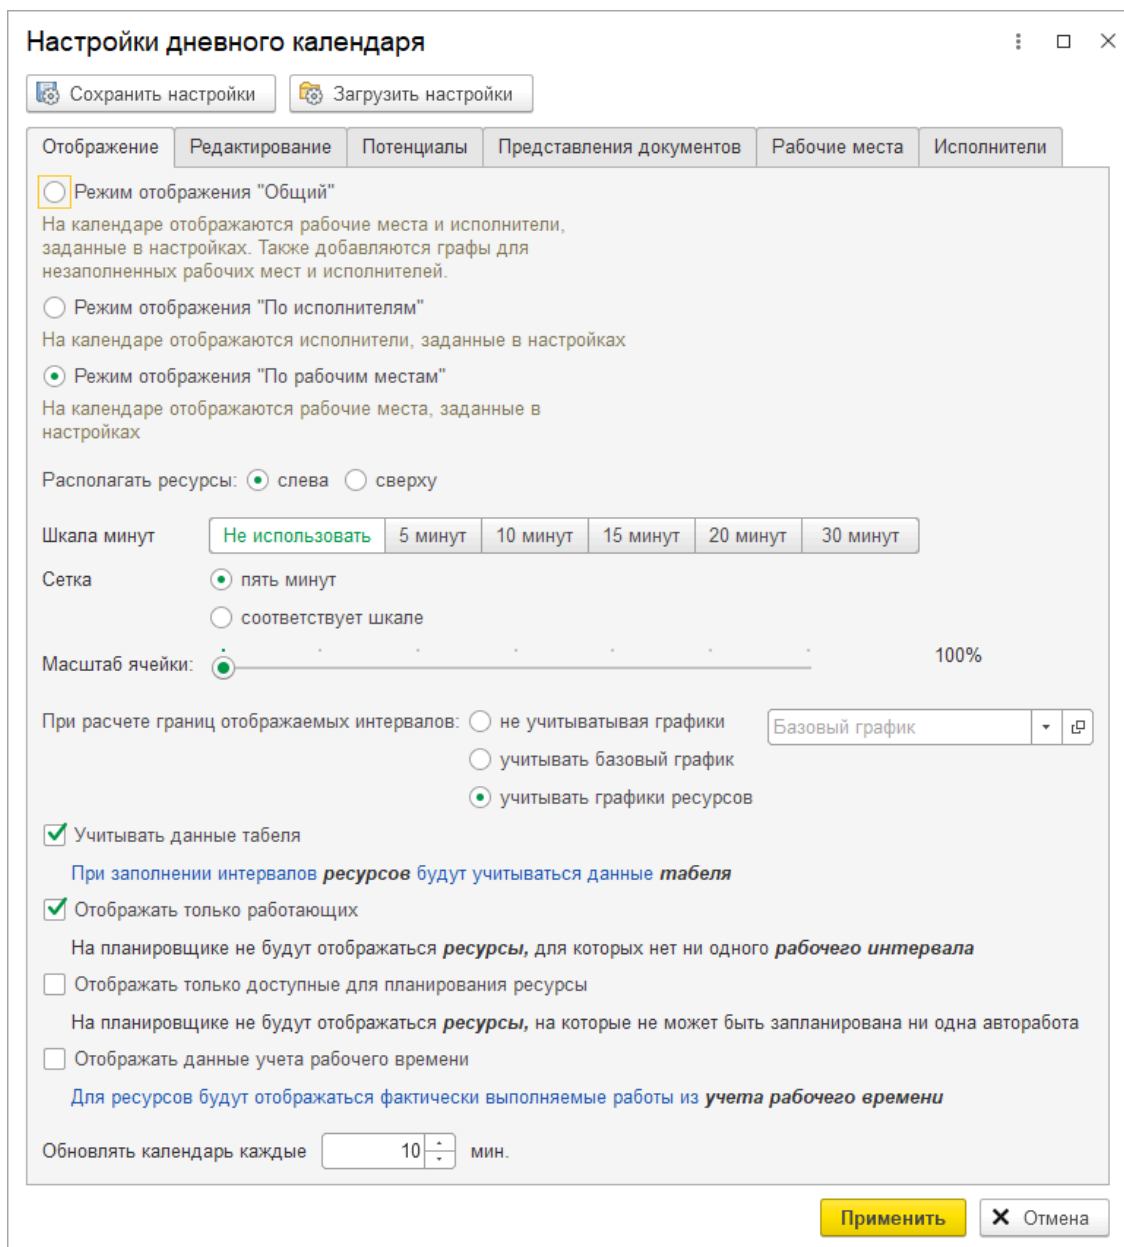 Настройки дневного календаря
Сохранить настройки
Загрузить настройки
Отображение
Редактирование
Потенциалы
Представления документов
Рабочие места
Исполнители
Режим отображения "Общий"
На календаре отображаются рабочие места и исполнители,
заданные в настройках. Также добавляются графы для
незаполненных рабочих мест и исполнителей.
Режим отображения "По исполнителям"
На календаре отображаются исполнители, заданные в настройках
Режим отображения "По рабочим местам"
На календаре отображаются рабочие места, заданные в
настройках
Располагать ресурсы: слева сверху
Шкала минут Не использовать 5 минут 10 минут 15 минут 20 минут 30 минут
Сетка пять минут
соответствует шкале
Масштаб ячейки: 100%
При расчете границ отображаемых интервалов: не учитыватывая графики Базовый график
учитывать базовый график
учитывать графики ресурсов
Учитывать данные табеля
При заполнении интервалов ресурсов будут учитываться данные табеля
Отображать только работающих
На планировщике не будут отображаться ресурсы, для которых нет ни одного рабочего интервала
Отображать только доступные для планирования ресурсы
На планировщике не будут отображаться ресурсы, на которые не может быть запланирована ни одна авторабота
Отображать данные учета рабочего времени
Для ресурсов будут отображаться фактически выполняемые работы из учета рабочего времени
Обновлять календарь каждые 10 мин.
Применить
Отмена